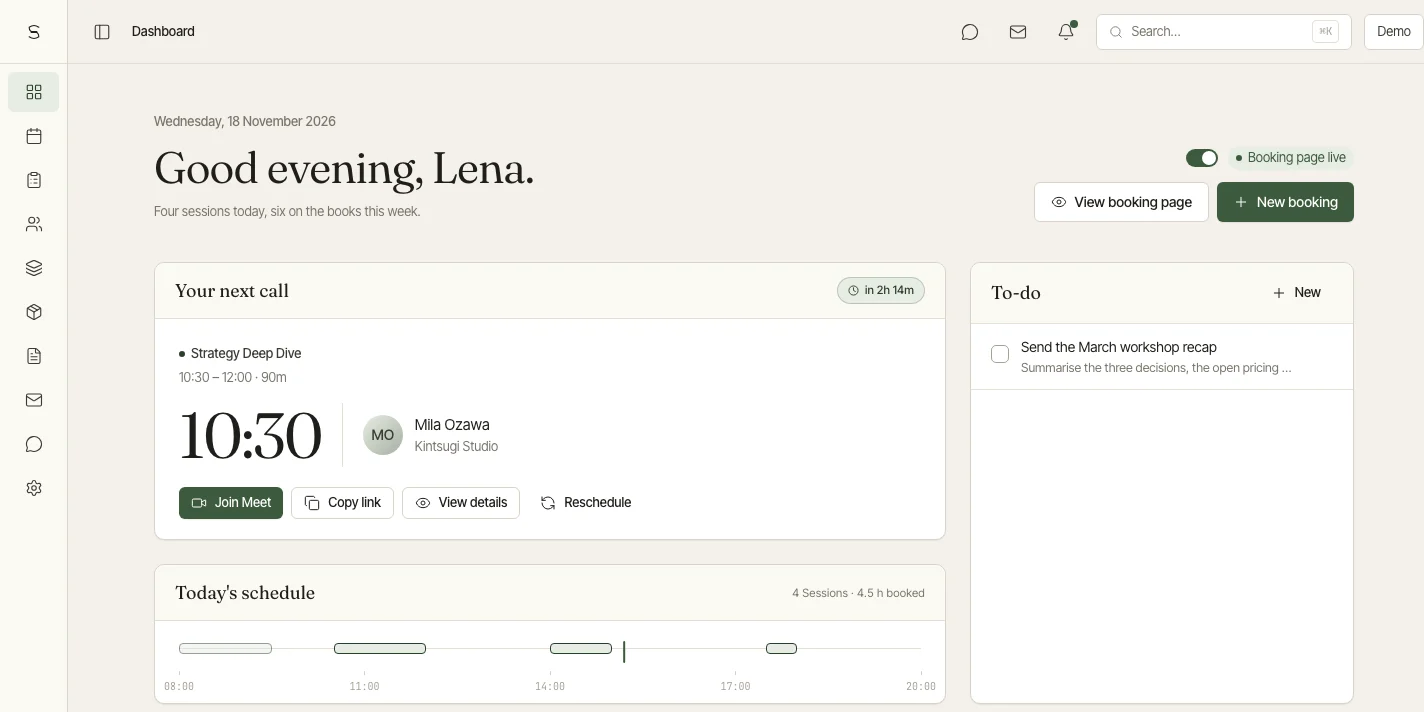 S
Dashboard
Search...
⌘K
Demo
Wednesday, 18 November 2026
Good evening, Lena.
Four sessions today, six on the books this week.
Booking page live
View booking page
New booking
Your next call
in 2h 14m
Strategy Deep Dive
10:30 – 12:00 · 90m
10:30
MO
Mila Ozawa
Kintsugi Studio
Join Meet
Copy link
View details
Reschedule
To-do
New
Send the March workshop recap
Summarise the three decisions, the open pricing ...
Today's schedule
4 Sessions · 4.5 h booked
08:00
11:00
14:00
17:00
20:00